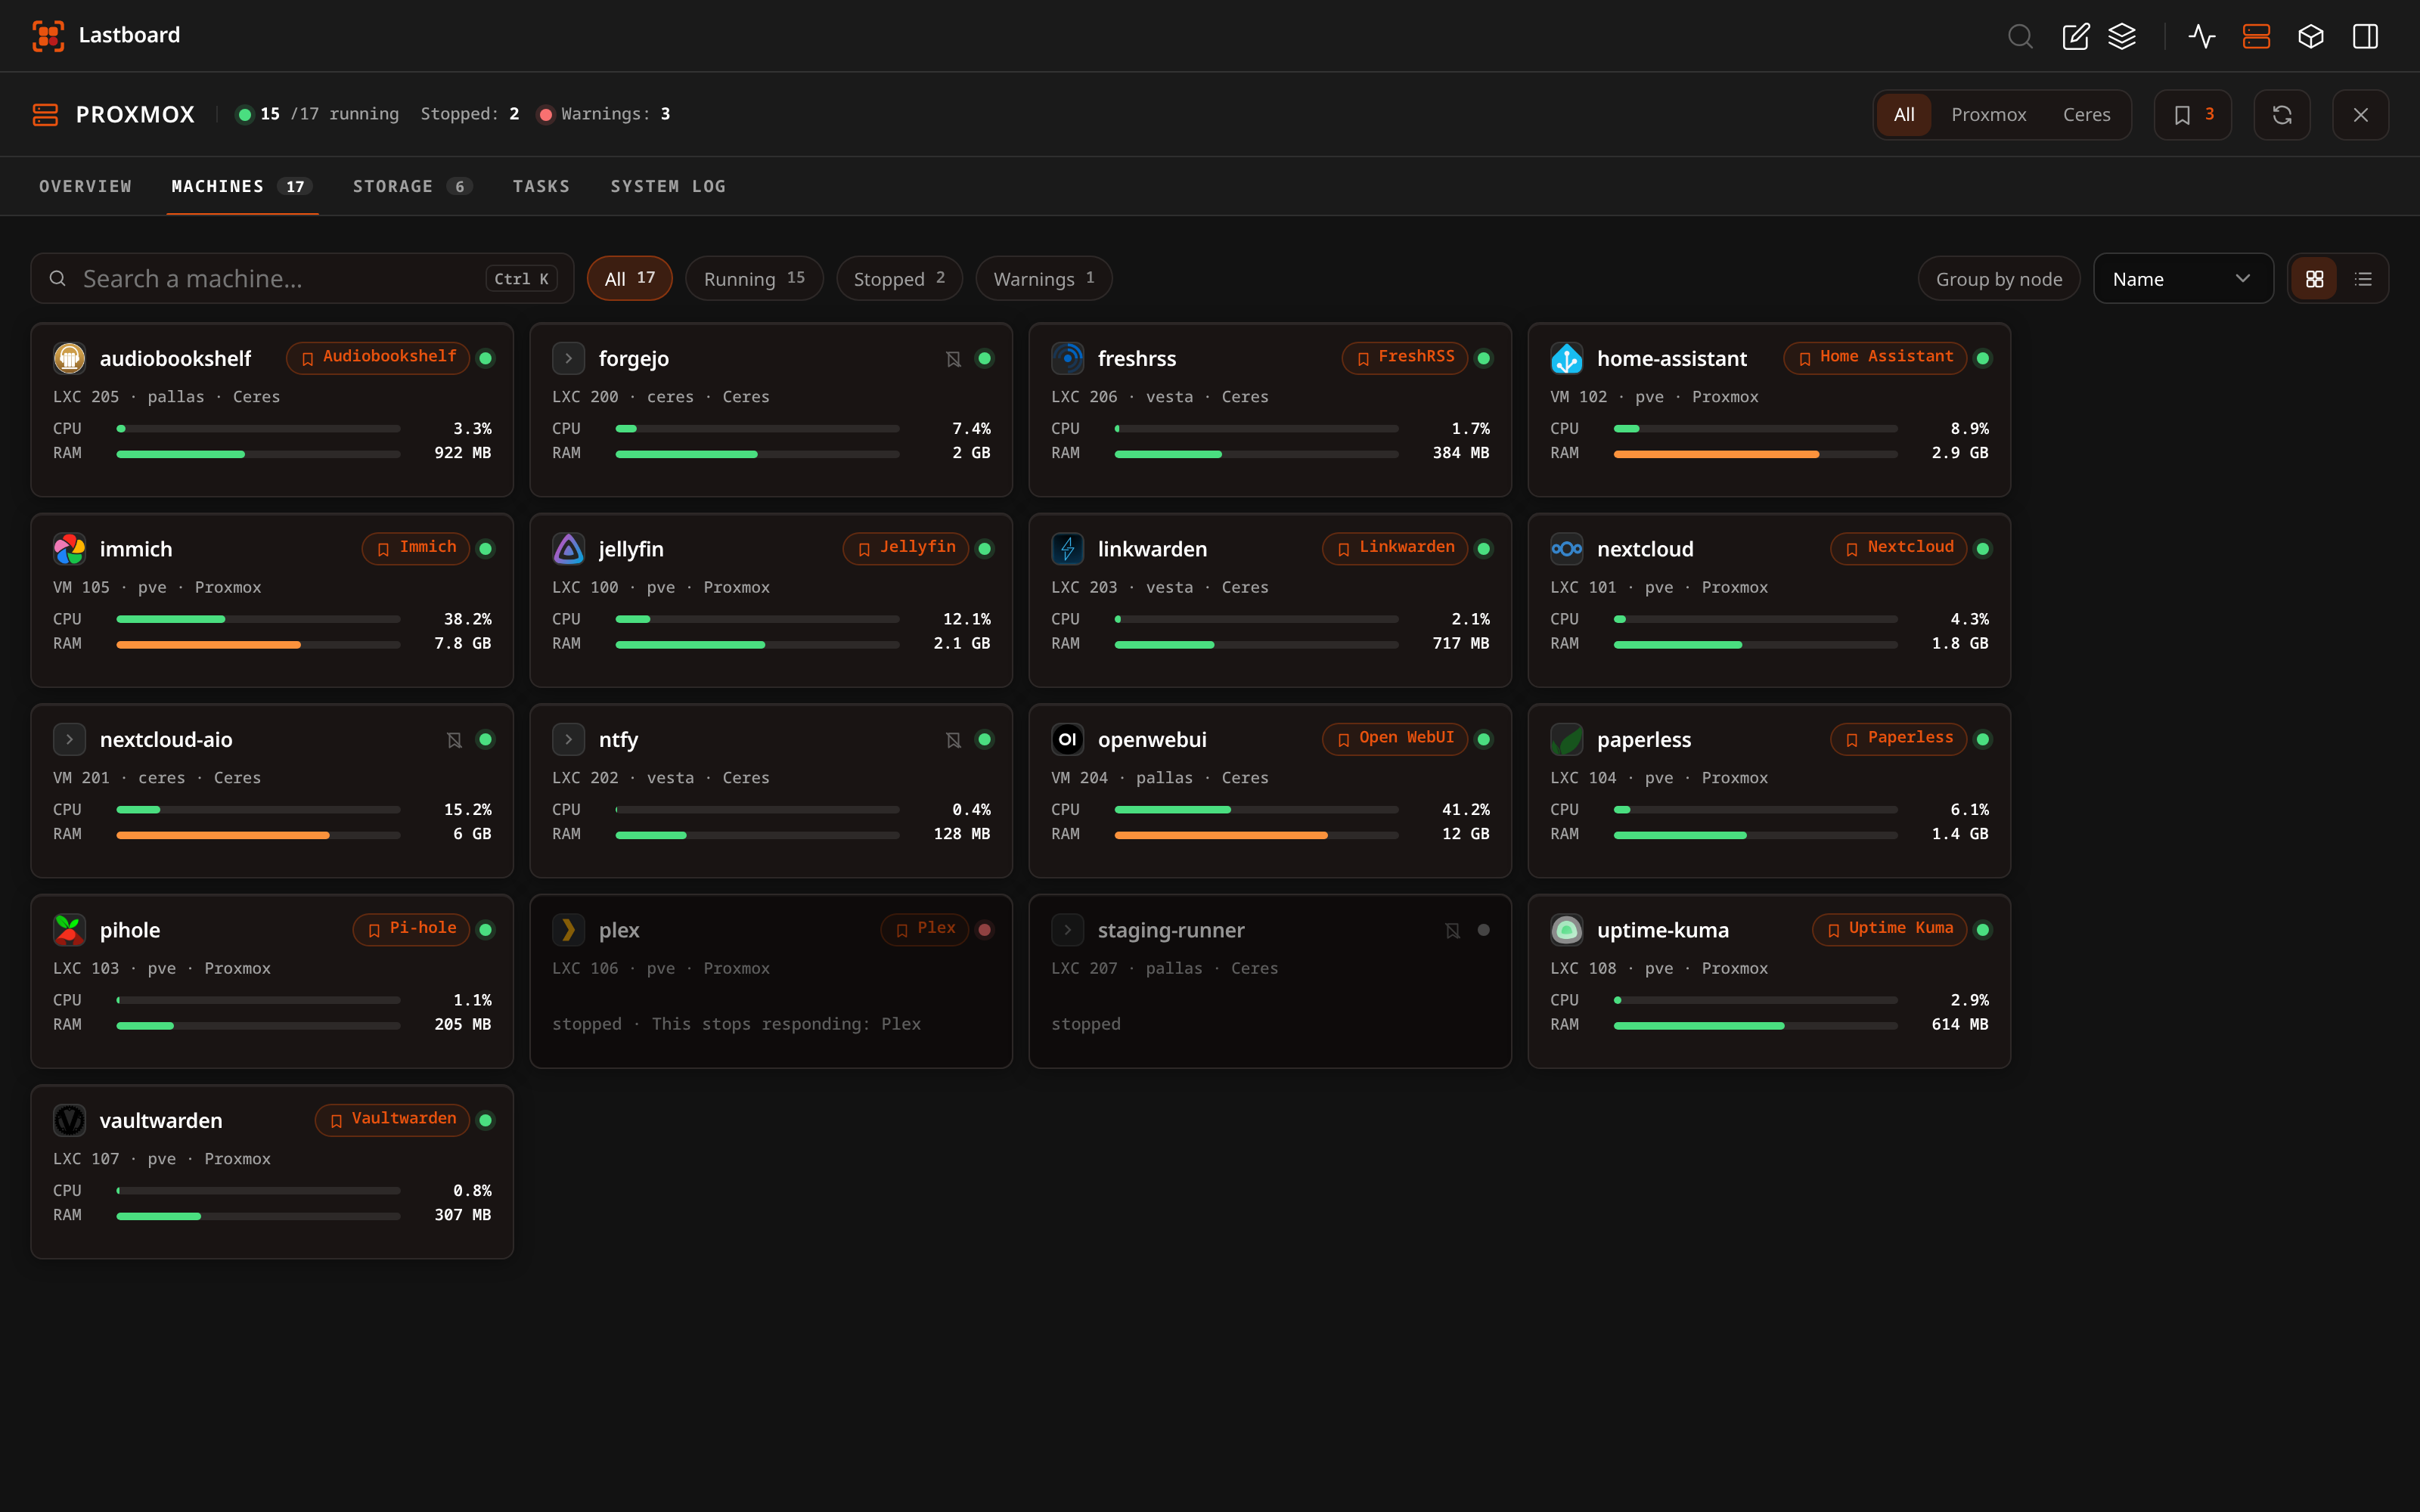 Lastboard
PROXMOX 15 /17 running Stopped: 2 Warnings: 3 All Proxmox Ceres 3
OVERVIEW MACHINES 17 STORAGE 6 TASKS SYSTEM LOG
Search a machine... Ctrl K All 17 Running 15 Stopped 2 Warnings 1 Group by node Name
audiobookshelf Audiobookshelf
LXC 205 · pallas · Ceres
CPU 3.3%
RAM 922 MB
forgejo
LXC 200 · ceres · Ceres
CPU 7.4%
RAM 2 GB
freshrss FreshRSS
LXC 206 · vesta · Ceres
CPU 1.7%
RAM 384 MB
home-assistant Home Assistant
VM 102 · pve · Proxmox
CPU 8.9%
RAM 2.9 GB
immich Immich
VM 105 · pve · Proxmox
CPU 38.2%
RAM 7.8 GB
jellyfin Jellyfin
LXC 100 · pve · Proxmox
CPU 12.1%
RAM 2.1 GB
linkwarden Linkwarden
LXC 203 · vesta · Ceres
CPU 2.1%
RAM 717 MB
nextcloud Nextcloud
LXC 101 · pve · Proxmox
CPU 4.3%
RAM 1.8 GB
nextcloud-aio
VM 201 · ceres · Ceres
CPU 15.2%
RAM 6 GB
ntfy
LXC 202 · vesta · Ceres
CPU 0.4%
RAM 128 MB
openwebui Open WebUI
VM 204 · pallas · Ceres
CPU 41.2%
RAM 12 GB
paperless Paperless
LXC 104 · pve · Proxmox
CPU 6.1%
RAM 1.4 GB
pihole Pi-hole
LXC 103 · pve · Proxmox
CPU 1.1%
RAM 205 MB
plex Plex
LXC 106 · pve · Proxmox
stopped · This stops responding: Plex
staging-runner
LXC 207 · pallas · Ceres
stopped
uptime-kuma Uptime Kuma
LXC 108 · pve · Proxmox
CPU 2.9%
RAM 614 MB
vaultwarden Vaultwarden
LXC 107 · pve · Proxmox
CPU 0.8%
RAM 307 MB